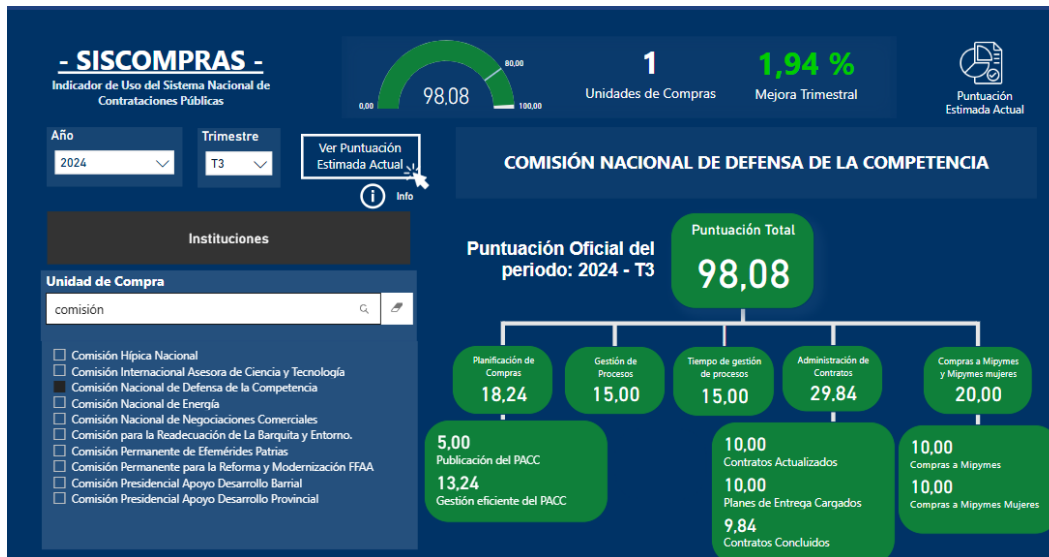 - SISCOMPRAS -
Indicador de Uso del Sistema Nacional de
Contrataciones Públicas
0,00
98,08
80,00
100,00
1
Unidades de Compras
1,94 %
Mejora Trimestral
Puntuación
Estimada Actual
Año
2024
Trimestre
T3
Ver Puntuación
Estimada Actual
i Info
COMISIÓN NACIONAL DE DEFENSA DE LA COMPETENCIA
Instituciones
Unidad de Compra
comisión
Comisión Hípica Nacional
Comisión Internacional Asesora de Ciencia y Tecnología
Comisión Nacional de Defensa de la Competencia
Comisión Nacional de Energía
Comisión Nacional de Negociaciones Comerciales
Comisión para la Readecuación de La Barquita y Entorno.
Comisión Permanente de Efemérides Patrias
Comisión Permanente para la Reforma y Modernización FFAA
Comisión Presidencial Apoyo Desarrollo Barrial
Comisión Presidencial Apoyo Desarrollo Provincial
Puntuación Oficial del
periodo: 2024 - T3
Puntuación Total
98,08
Planificación de
Compras
18,24
Gestión de
Procesos
15,00
Tiempo de gestión
de procesos
15,00
Administración de
Contratos
29,84
Compras a Mipymes
y Mipymes mujeres
20,00
5,00
Publicación del PACC
13,24
Gestión eficiente del PACC
10,00
Contratos Actualizados
10,00
Planes de Entrega Cargados
9,84
Contratos Concluidos
10,00
Compras a Mipymes
10,00
Compras a Mipymes Mujeres